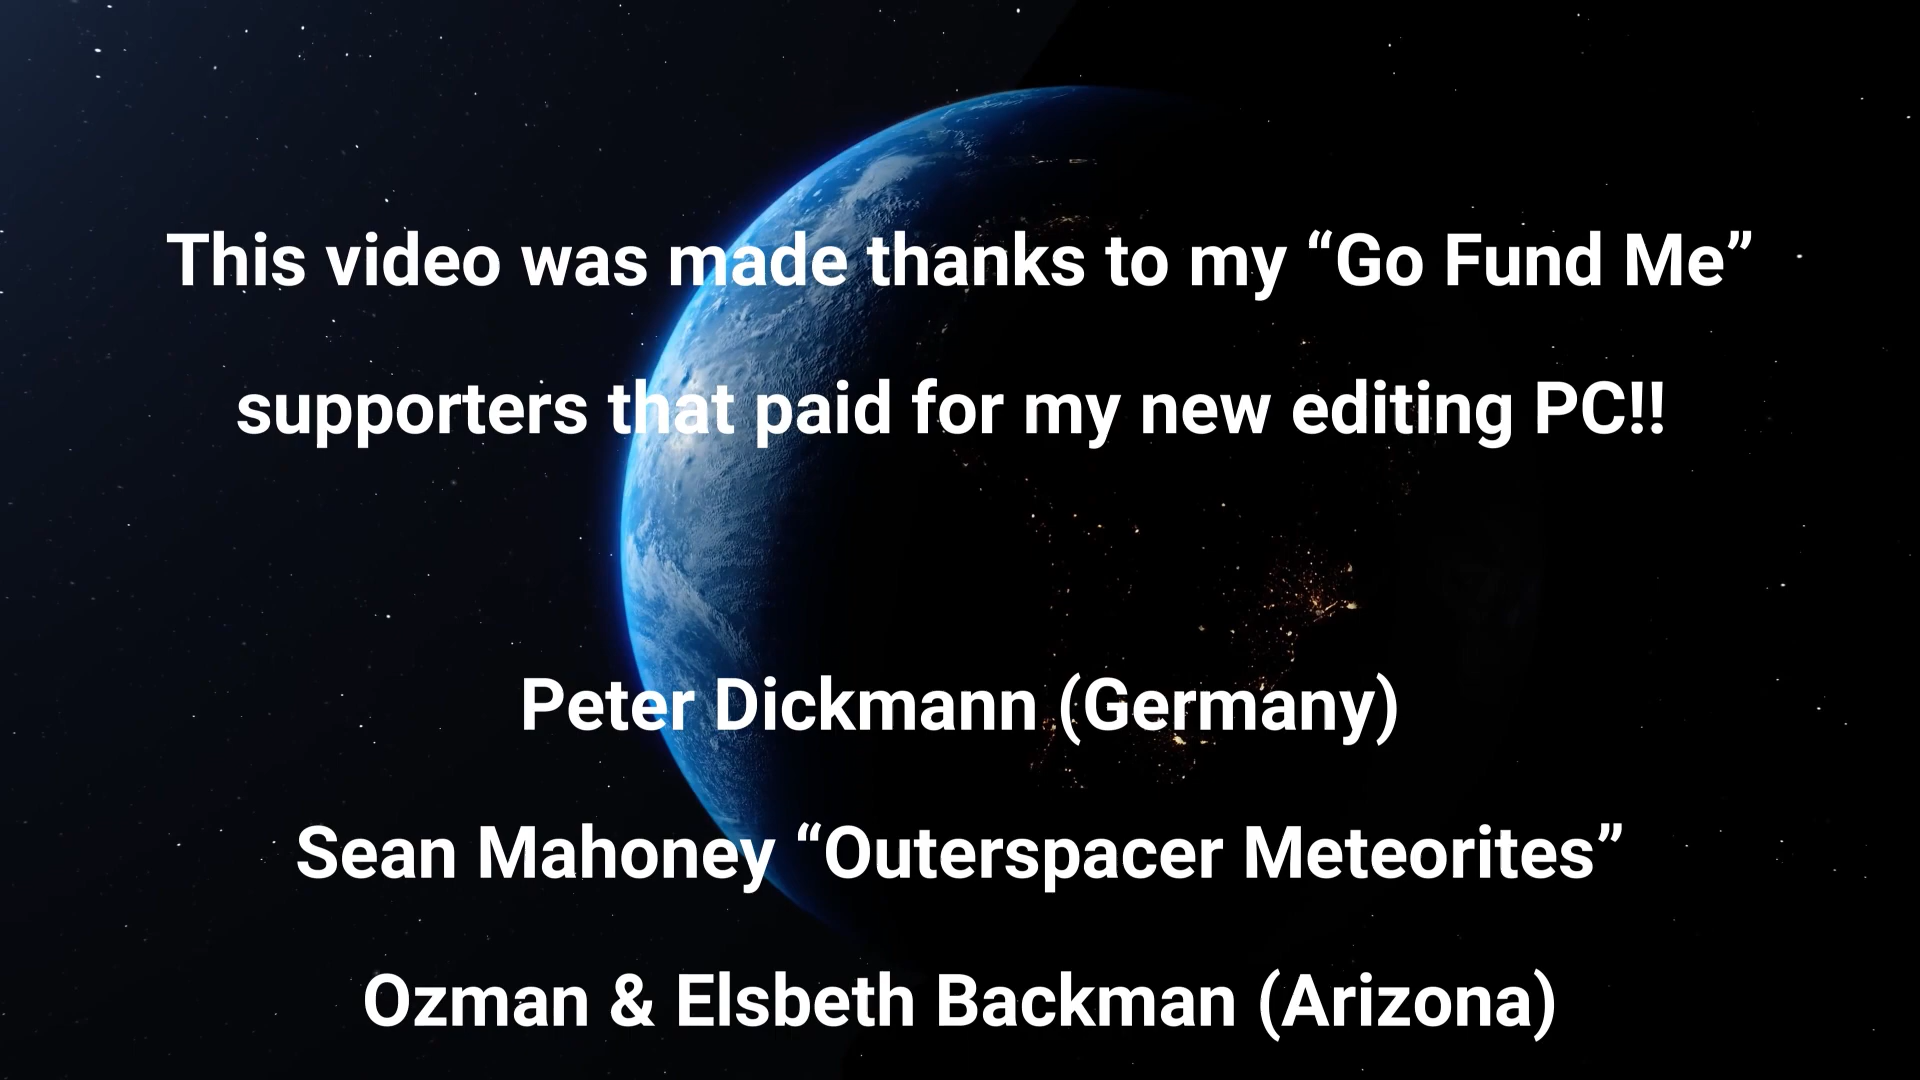 This video was made thanks to my “Go Fund Me”
supporters that paid for my new editing PC!!
Peter Dickmann (Germany)
Sean Mahoney “Outerspacer Meteorites”
Ozman & Elsbeth Backman (Arizona)